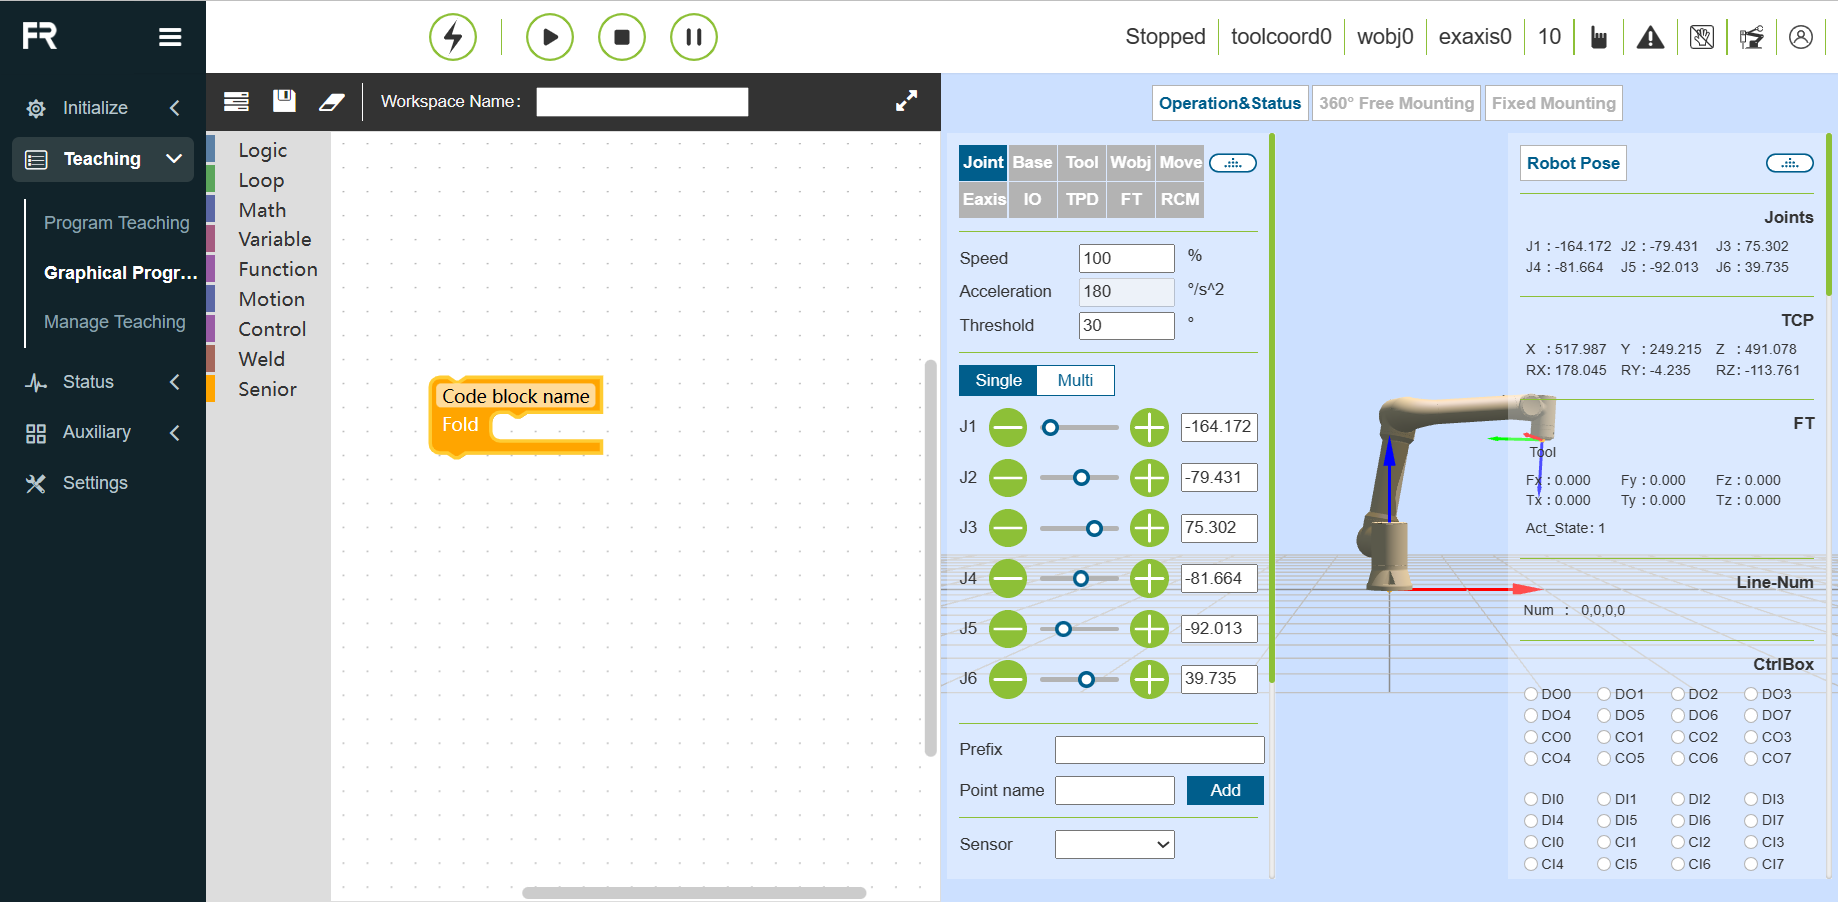 FR
Stopped toolcoord0 wobj0 exaxis0 10
Initialize
Teaching
Program Teaching
Graphical Progr...
Manage Teaching
Status
Auxiliary
Settings
Workspace Name:
Logic
Loop
Math
Variable
Function
Motion
Control
Weld
Senior
Code block name
Fold
Operation&Status 360° Free Mounting Fixed Mounting
Joint Base Tool Wobj Move
Eaxis IO TPD FT RCM
Speed 100 %
Acceleration 180 °/s^2
Threshold 30 °
Single Multi
J1 -164.172
J2 -79.431
J3 75.302
J4 -81.664
J5 -92.013
J6 39.735
Prefix
Point name Add
Sensor
Tool
Robot Pose
Joints
J1 : -164.172 J2 : -79.431 J3 : 75.302
J4 : -81.664 J5 : -92.013 J6 : 39.735
TCP
X : 517.987 Y : 249.215 Z : 491.078
RX: 178.045 RY: -4.235 RZ: -113.761
FT
Fx : 0.000 Fy : 0.000 Fz : 0.000
Tx : 0.000 Ty : 0.000 Tz : 0.000
Act_State: 1
Line-Num
Num : 0,0,0,0
CtrlBox
DO0 DO1 DO2 DO3
DO4 DO5 DO6 DO7
CO0 CO1 CO2 CO3
CO4 CO5 CO6 CO7
DI0 DI1 DI2 DI3
DI4 DI5 DI6 DI7
CI0 CI1 CI2 CI3
CI4 CI5 CI6 CI7